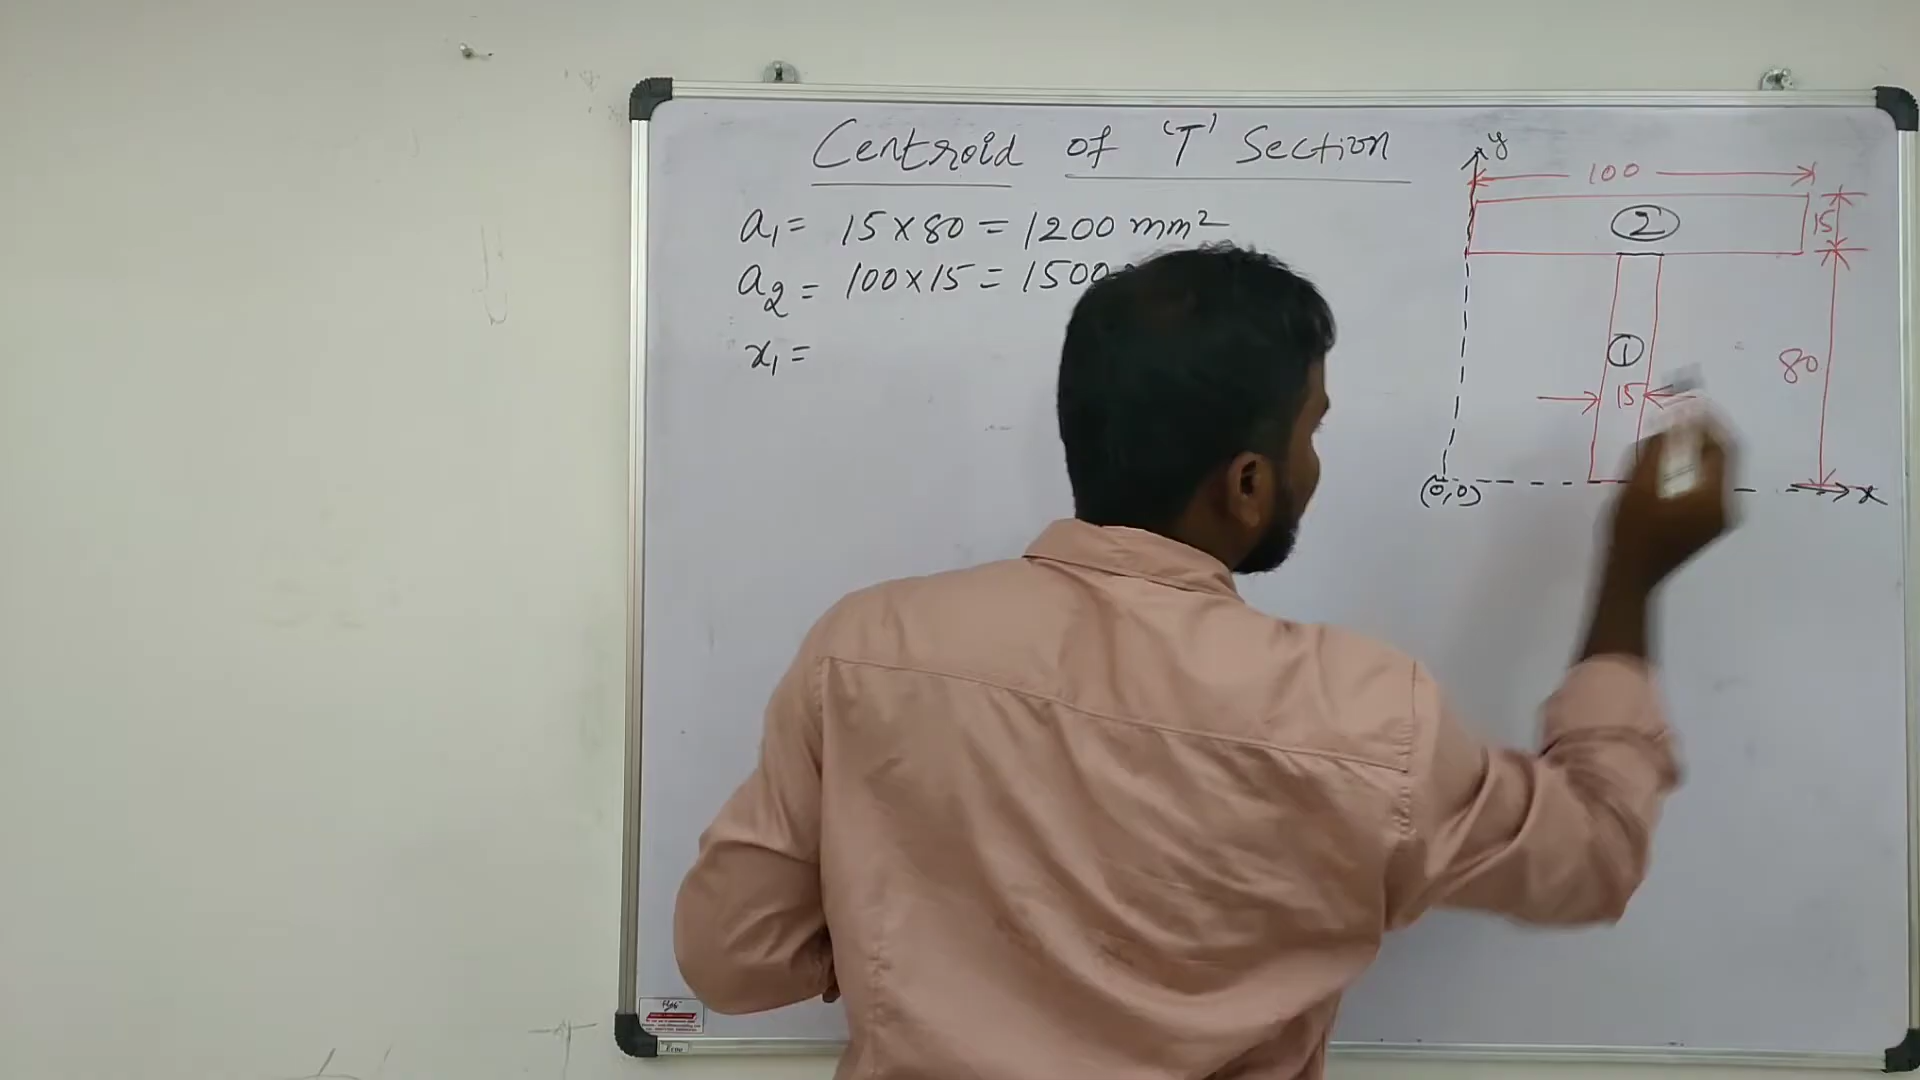 Centroid of 'T' Section
a₁ = 15 x 80 = 1200 mm²
a₂ = 100 x 15 = 1500
x₁ =
y
100
②
15
①
15
80
(0,0)
x